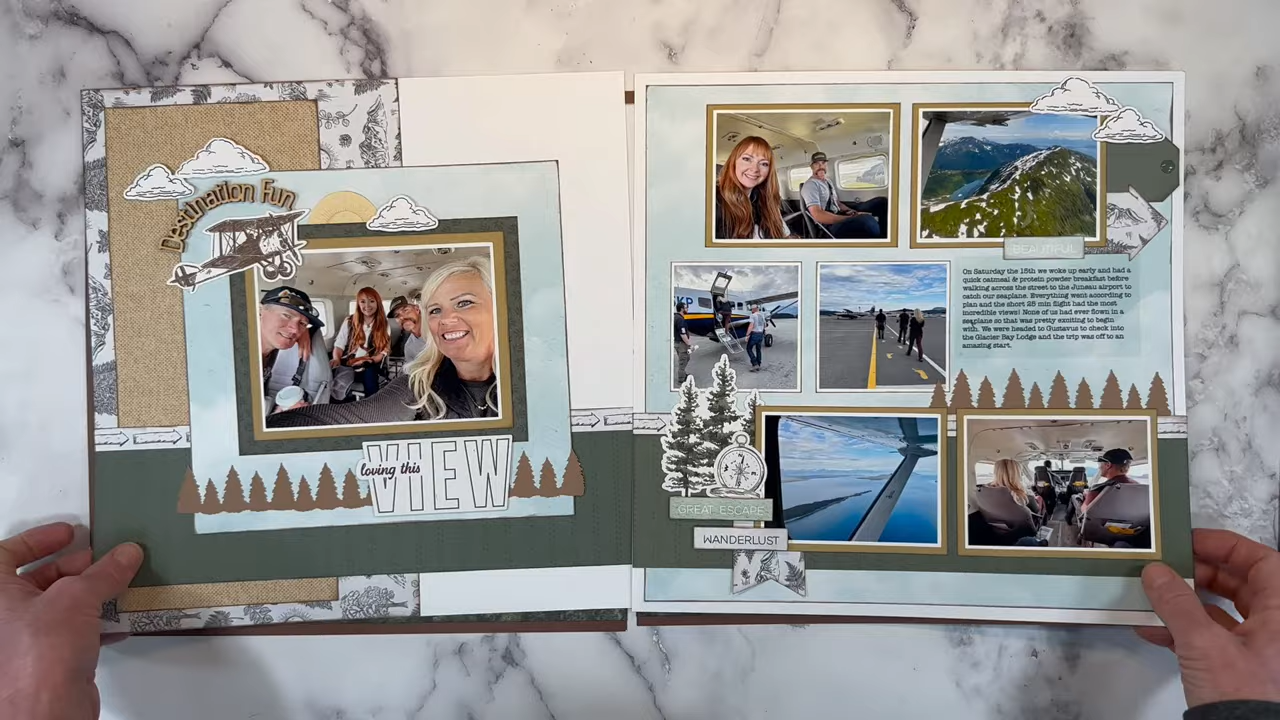 Destination Fun
loving this
VIEW
BEAUTIFUL
KP
On Saturday the 15th we woke up early and had a
quick oatmeal & protein powder breakfast before
walking across the street to the Juneau airport to
catch our seaplane. Everything went according to
plan and the short 25 min flight had the most
incredible views! None of us had ever flown in a
seaplane so that was pretty exciting to begin
with. We were headed to Gustavus to check into
the Glacier Bay Lodge and the trip was off to an
amazing start.
GREAT ESCAPE
WANDERLUST